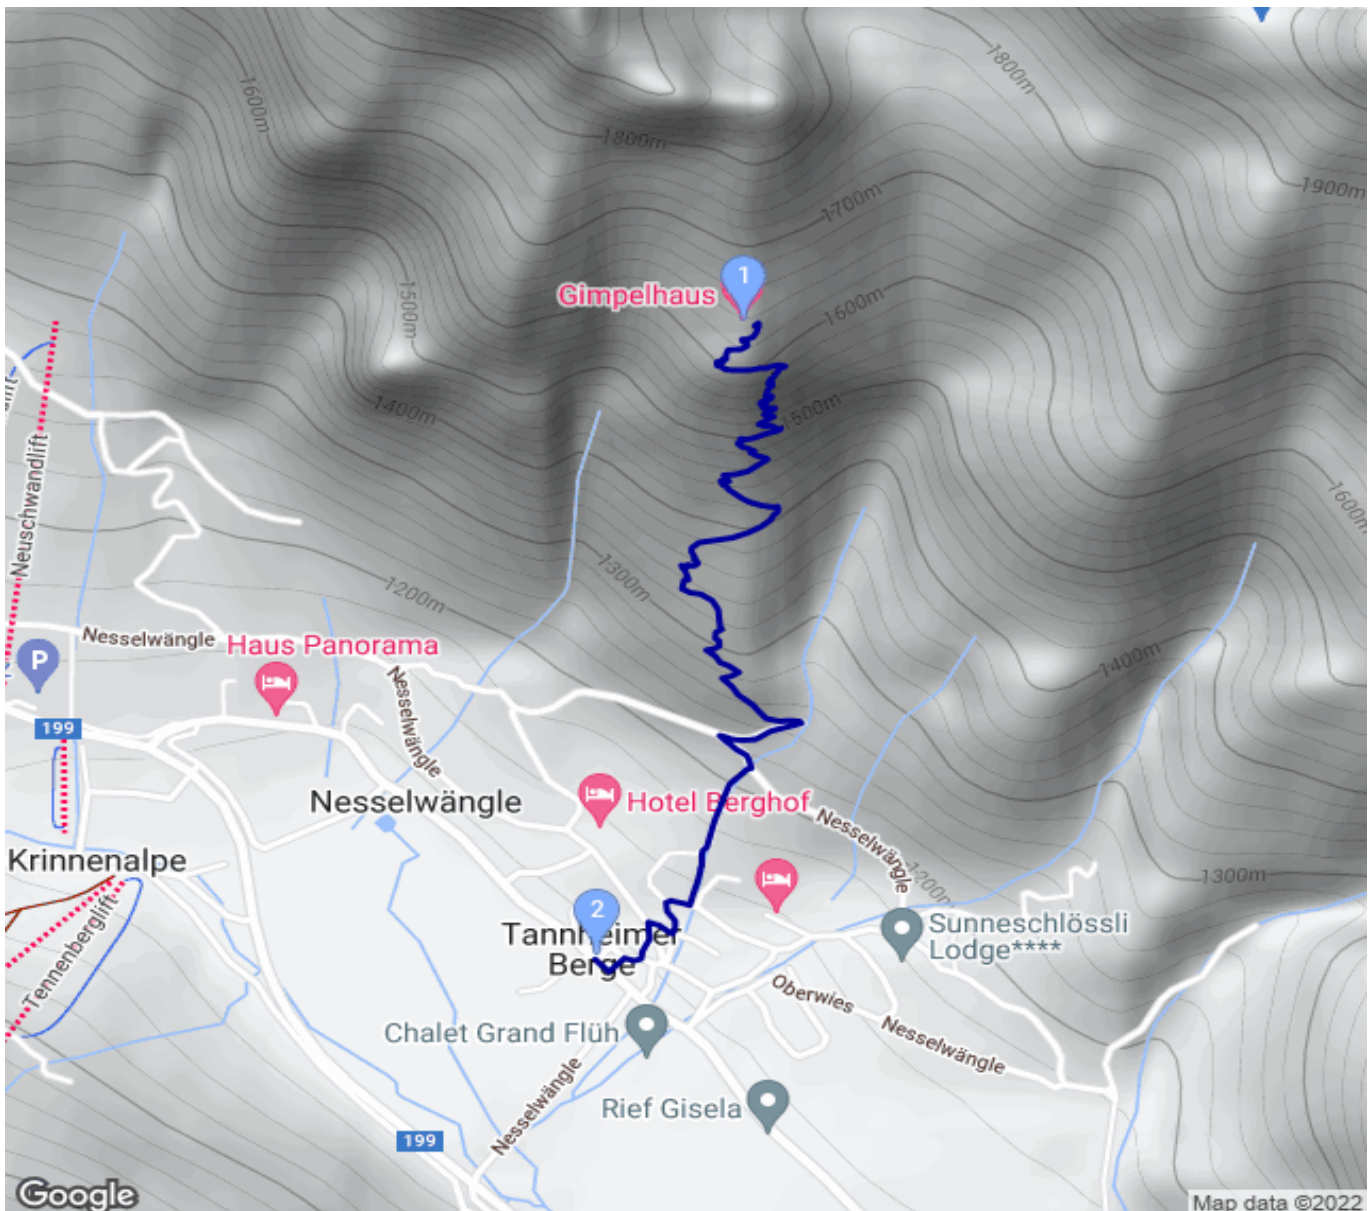 1800m
1600m
1800m
1900m
1700m
1
Gimpelhaus
1600m
1500m
1400m
1500m
Neuschwandlift
1600m
1300m
1200m
Nesselwängle
Haus Panorama
P
1400m
Nesselwängle
199
Nesselwängle
Hotel Berghof
Nesselwängle
Krinnenalpe
1200m
1300m
2
Tannheimer
Berge
Sunneschlössli
Lodge****
Tennenberglift
Oberwies
Nesselwängle
Chalet Grand Flüh
Nesselwängle
Rief Gisela
199
Google
Map data ©2022